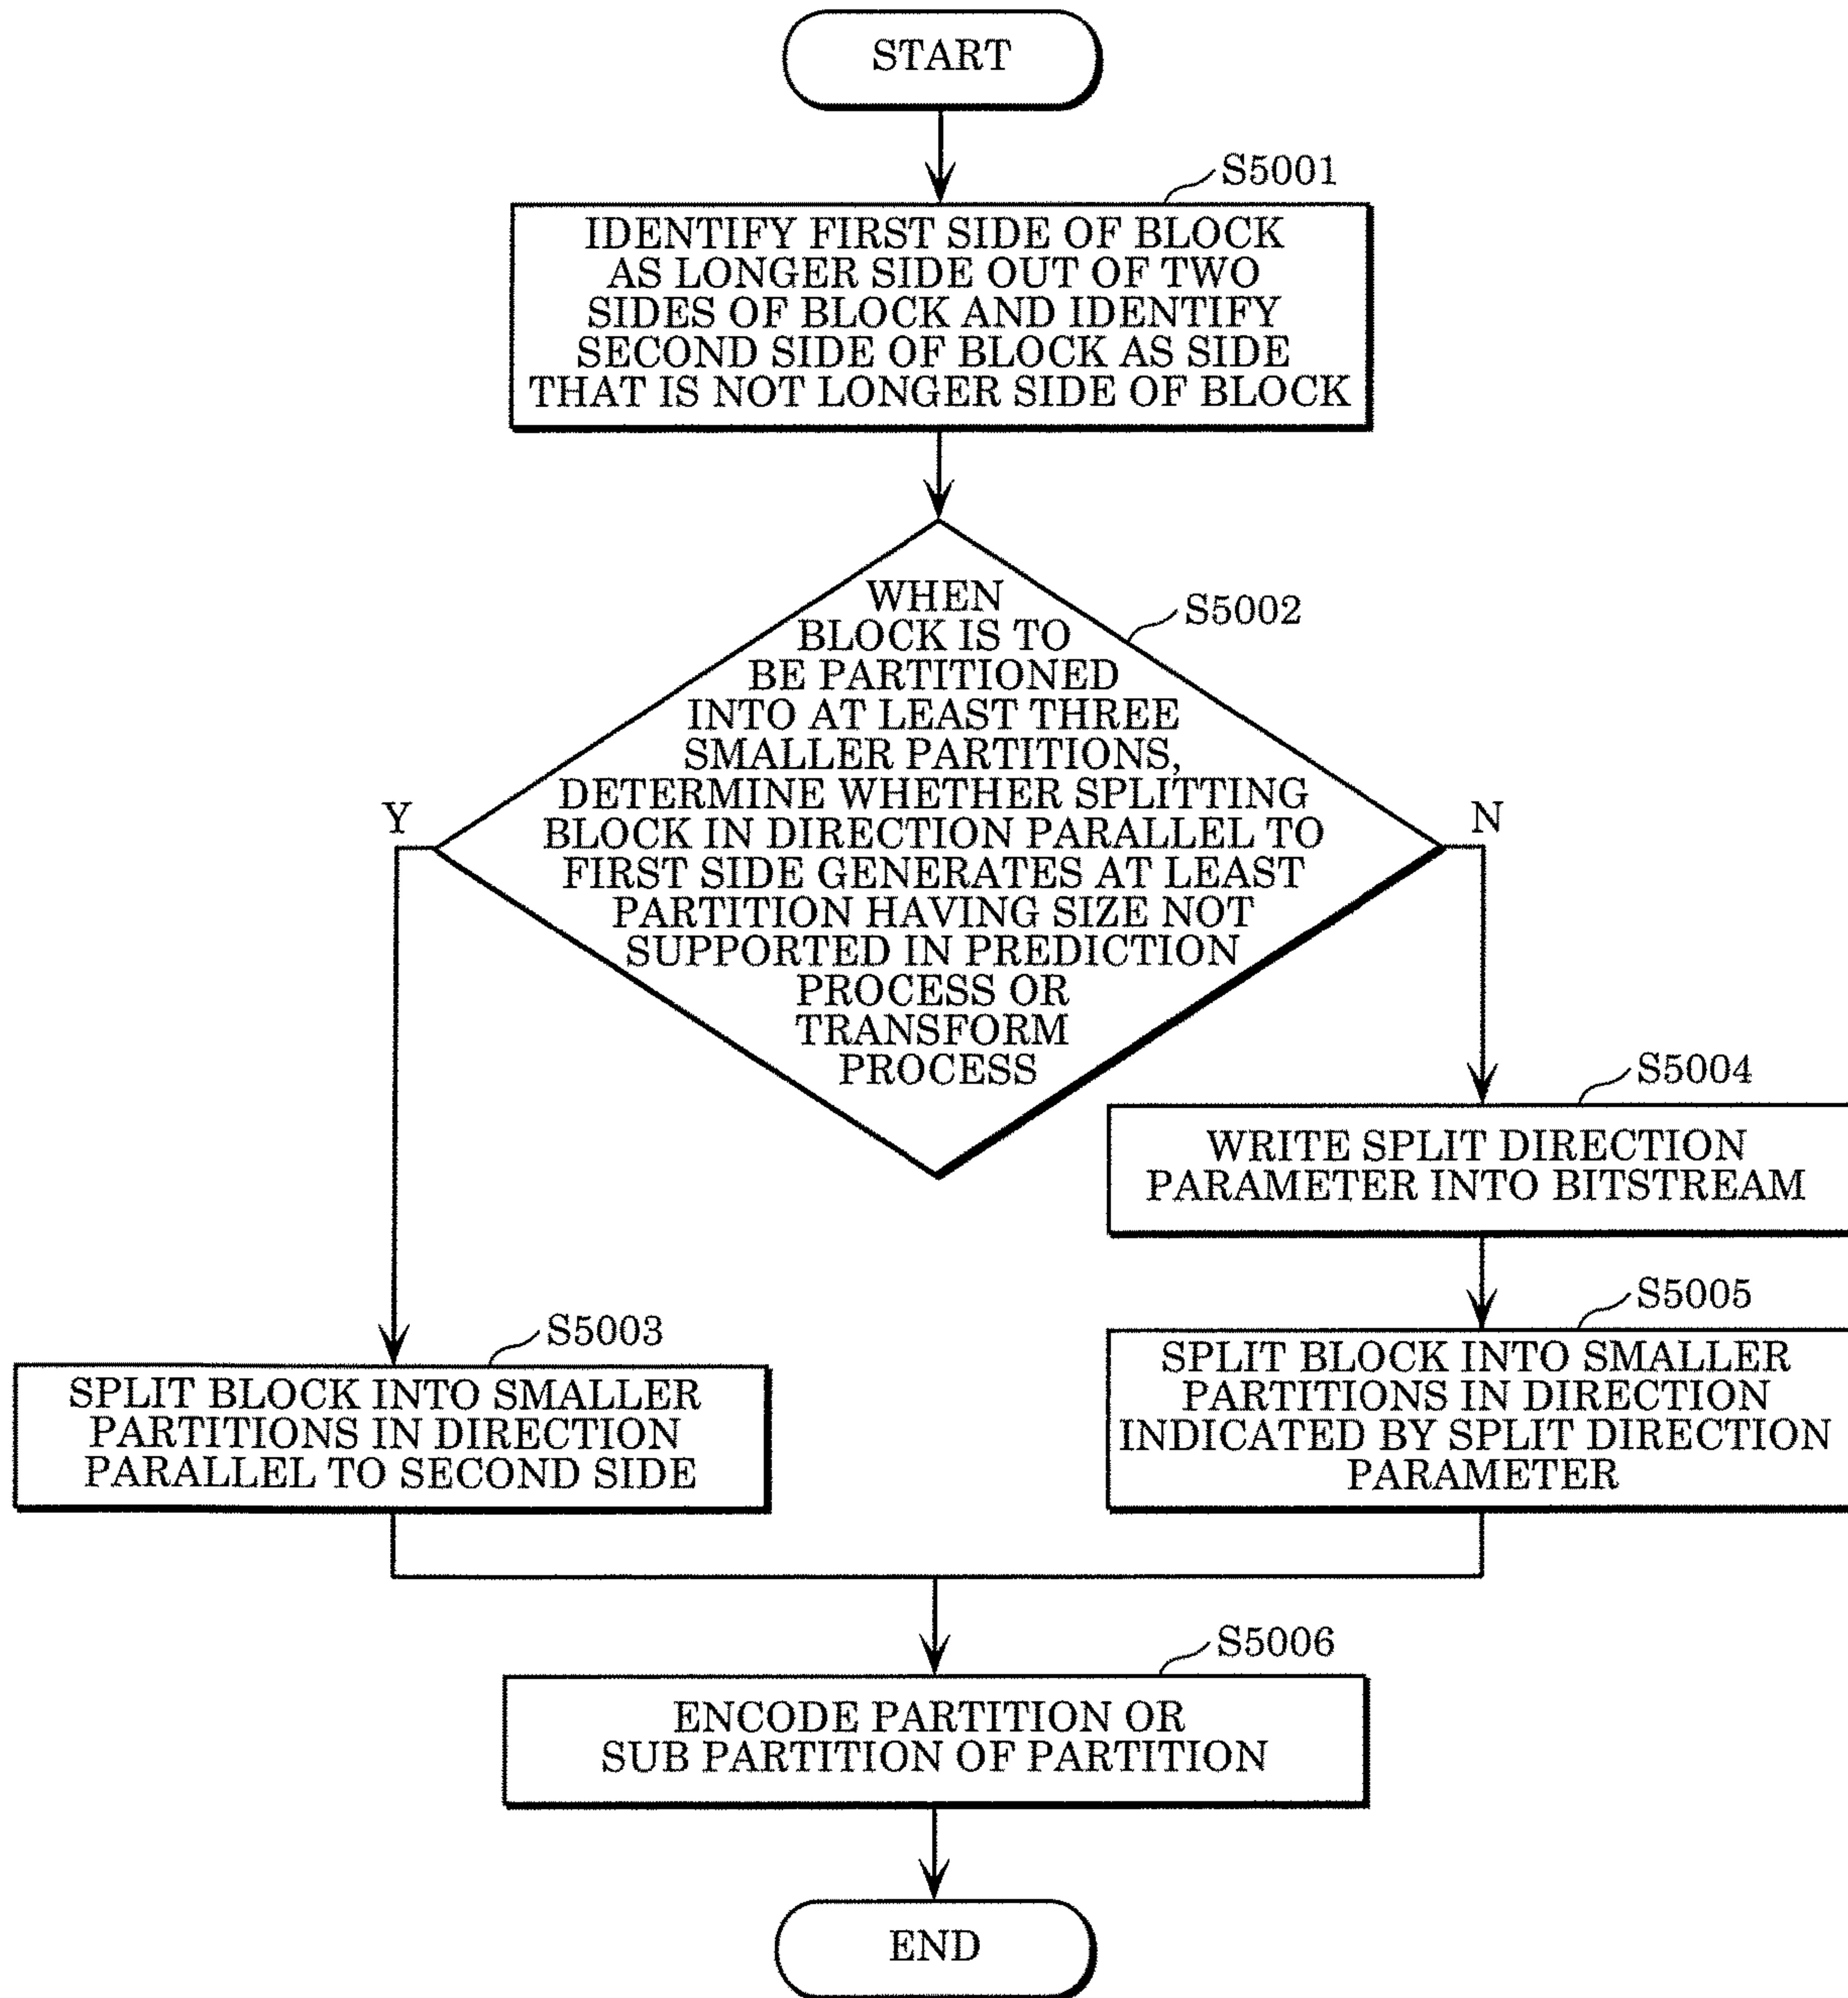 START
S5001
IDENTIFY FIRST SIDE OF BLOCK
AS LONGER SIDE OUT OF TWO
SIDES OF BLOCK AND IDENTIFY
SECOND SIDE OF BLOCK AS SIDE
THAT IS NOT LONGER SIDE OF BLOCK
S5002
WHEN
BLOCK IS TO
BE PARTITIONED
INTO AT LEAST THREE
SMALLER PARTITIONS,
DETERMINE WHETHER SPLITTING
BLOCK IN DIRECTION PARALLEL TO
FIRST SIDE GENERATES AT LEAST
PARTITION HAVING SIZE NOT
SUPPORTED IN PREDICTION
PROCESS OR
TRANSFORM
PROCESS
Y
N
S5004
WRITE SPLIT DIRECTION
PARAMETER INTO BITSTREAM
S5003
SPLIT BLOCK INTO SMALLER
PARTITIONS IN DIRECTION
PARALLEL TO SECOND SIDE
S5005
SPLIT BLOCK INTO SMALLER
PARTITIONS IN DIRECTION
INDICATED BY SPLIT DIRECTION
PARAMETER
S5006
ENCODE PARTITION OR
SUB PARTITION OF PARTITION
END